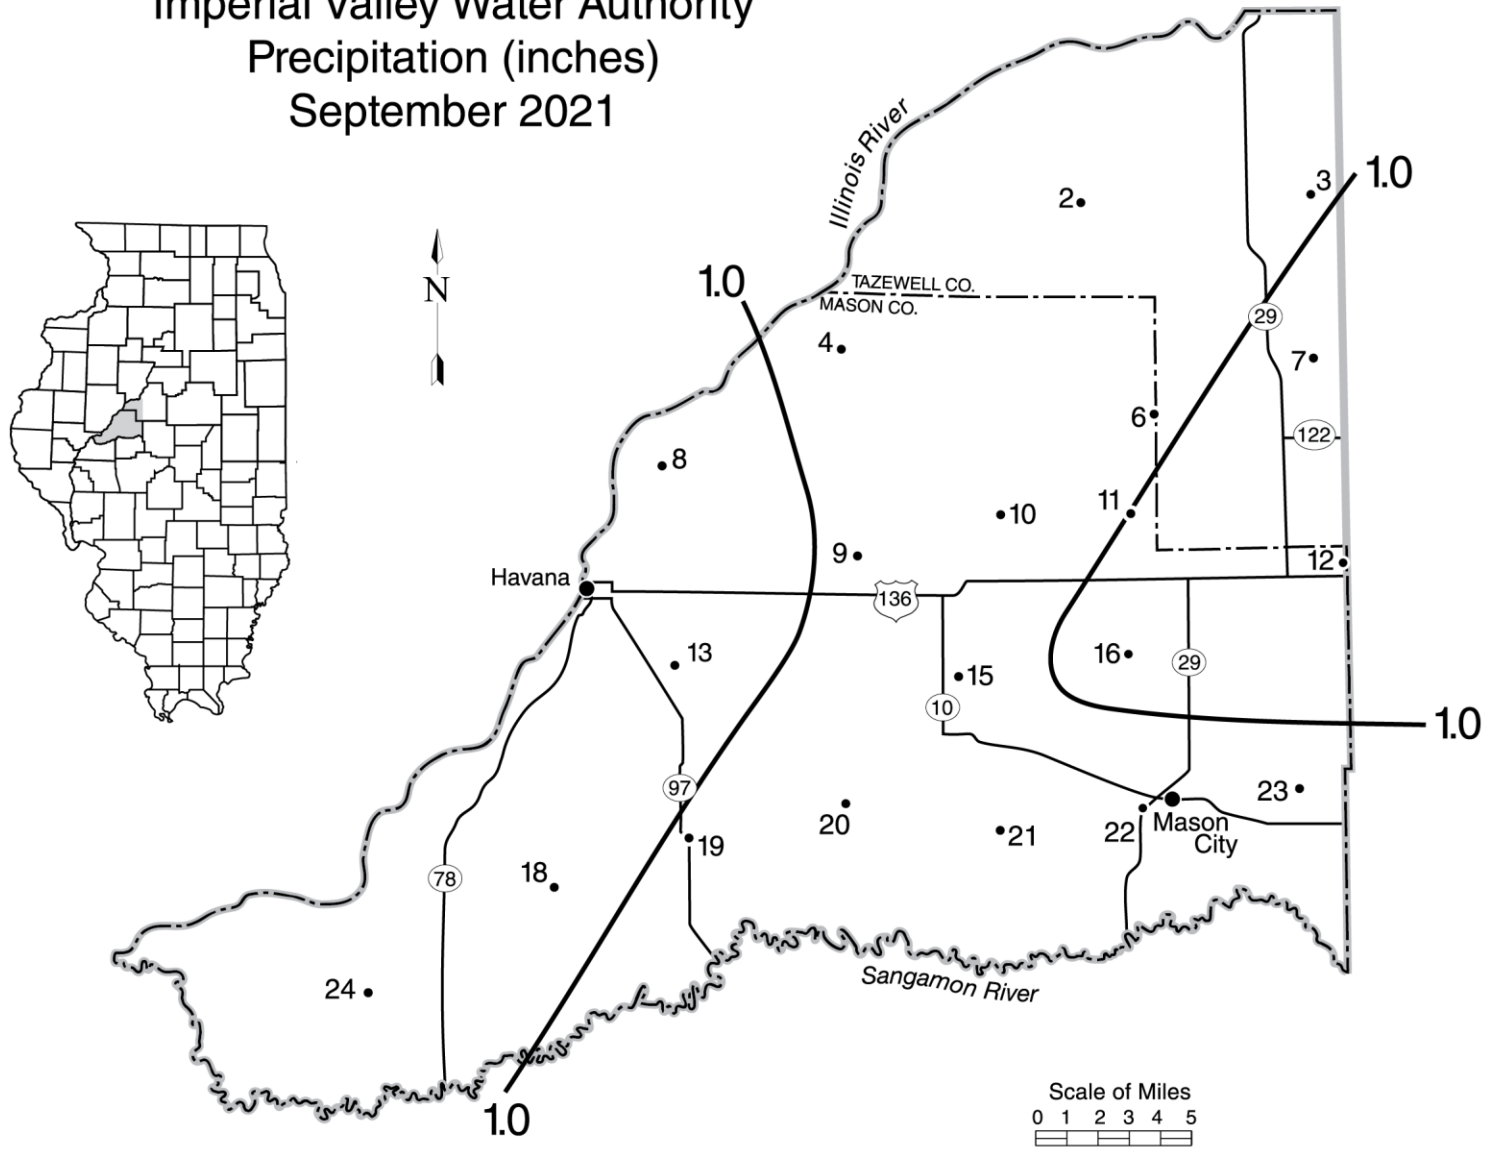 Imperial Valley Water Authority
Precipitation (inches)
September 2021
Illinois River
1.0
3
2
N
1.0
TAZEWELL CO.
MASON CO.
29
4
7
6
122
8
11
10
9
12
Havana
136
13
16
29
15
10
1.0
97
23
20
22
Mason
City
21
19
18
78
24
Sangamon River
1.0
Scale of Miles
0 1 2 3 4 5